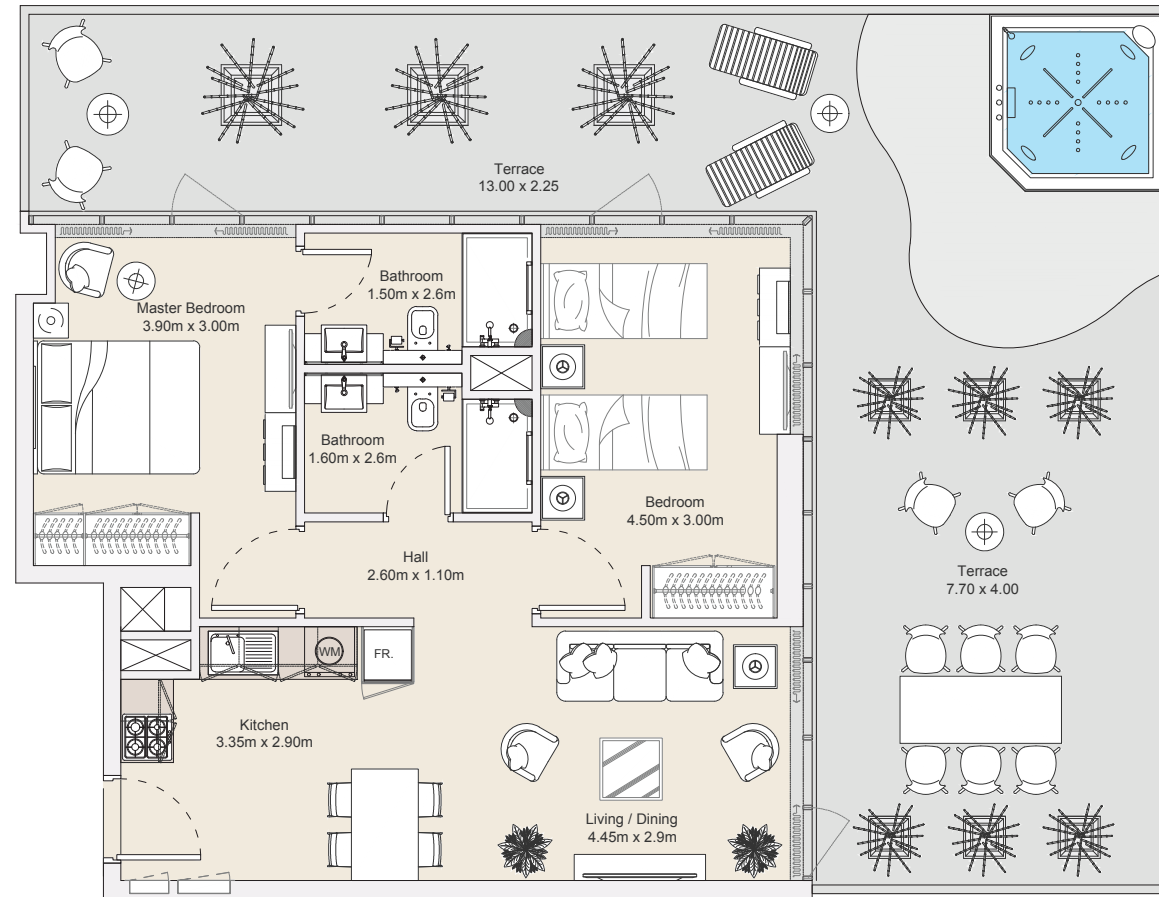 Terrace
13.00 x 2.25
Bathroom
1.50m x 2.6m
Master Bedroom
3.90m x 3.00m
Bathroom
1.60m x 2.6m
Bedroom
4.50m x 3.00m
Hall
2.60m x 1.10m
Terrace
7.70 x 4.00
WM
FR.
Kitchen
3.35m x 2.90m
Living / Dining
4.45m x 2.9m